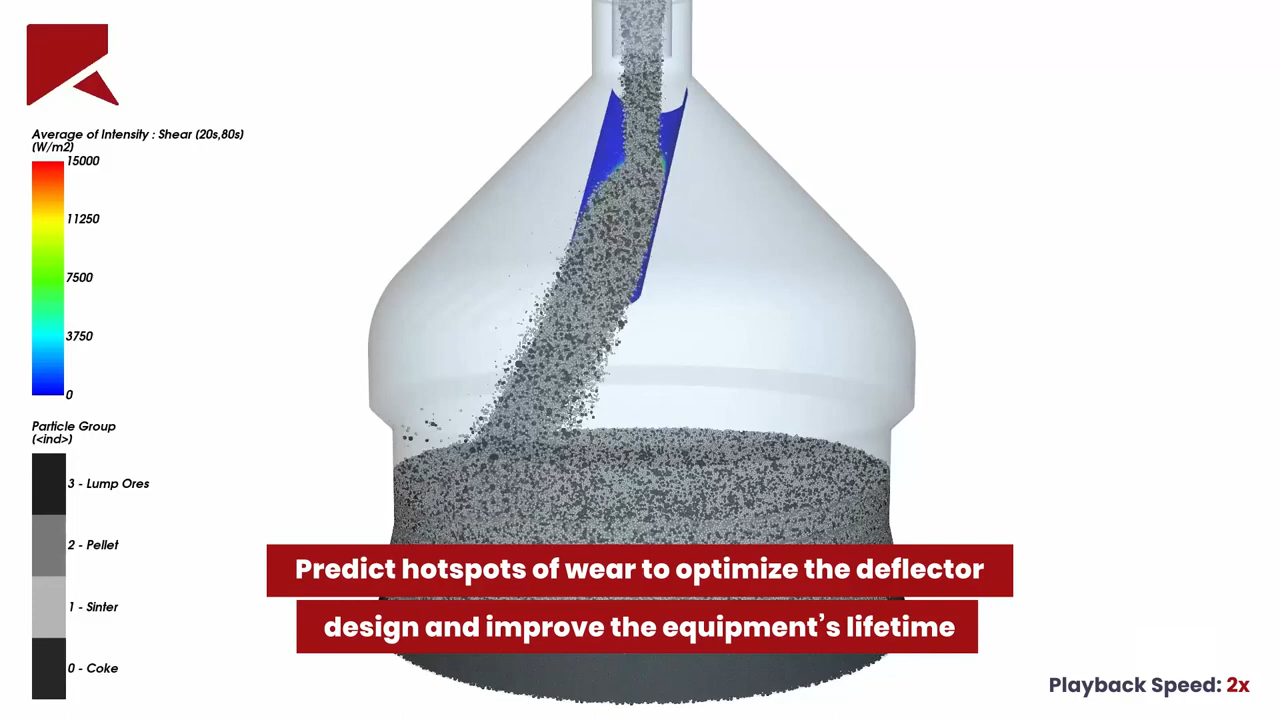 Average of Intensity : Shear (20s,80s)
(W/m2)
15000
11250
7500
3750
0
Particle Group
(<ind>)
3 - Lump Ores
2 - Pellet
1 - Sinter
0 - Coke
Predict hotspots of wear to optimize the deflector
design and improve the equipment’s lifetime
Playback Speed: 2x